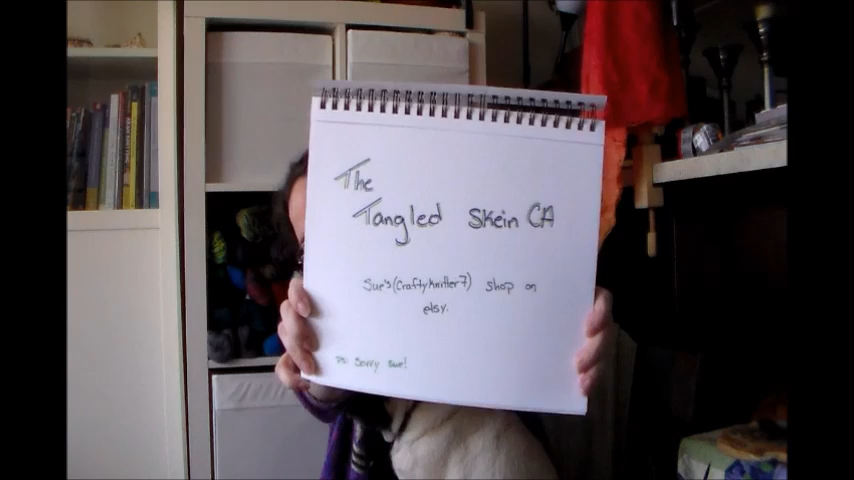 The
Tangled Skein CA
Sue's (Craftyknitter7) shop on
etsy.
PS: Sorry Sue!